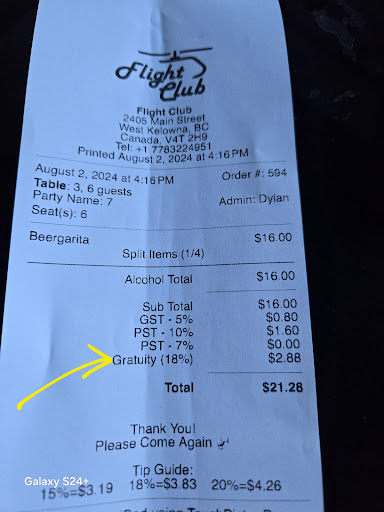 Flight
Club
Flight Club
2405 Main Street
West Kelowna, BC
Canada, V4T 2H9
Tel: +1 7783224951
Printed August 2, 2024 at 4:16 PM
August 2, 2024 at 4:16 PM Order #: 594
Table: 3, 6 guests
Party Name: 7 Admin: Dylan
Seat(s): 6
Beergarita $16.00
Split Items (1/4)
Alcohol Total $16.00
Sub Total $16.00
GST - 5% $0.80
PST - 10% $1.60
PST - 7% $0.00
Gratuity (18%) $2.88
Total $21.28
Thank You!
Please Come Again
Tip Guide:
15%=$3.19 18%=$3.83 20%=$4.26
Galaxy S24+